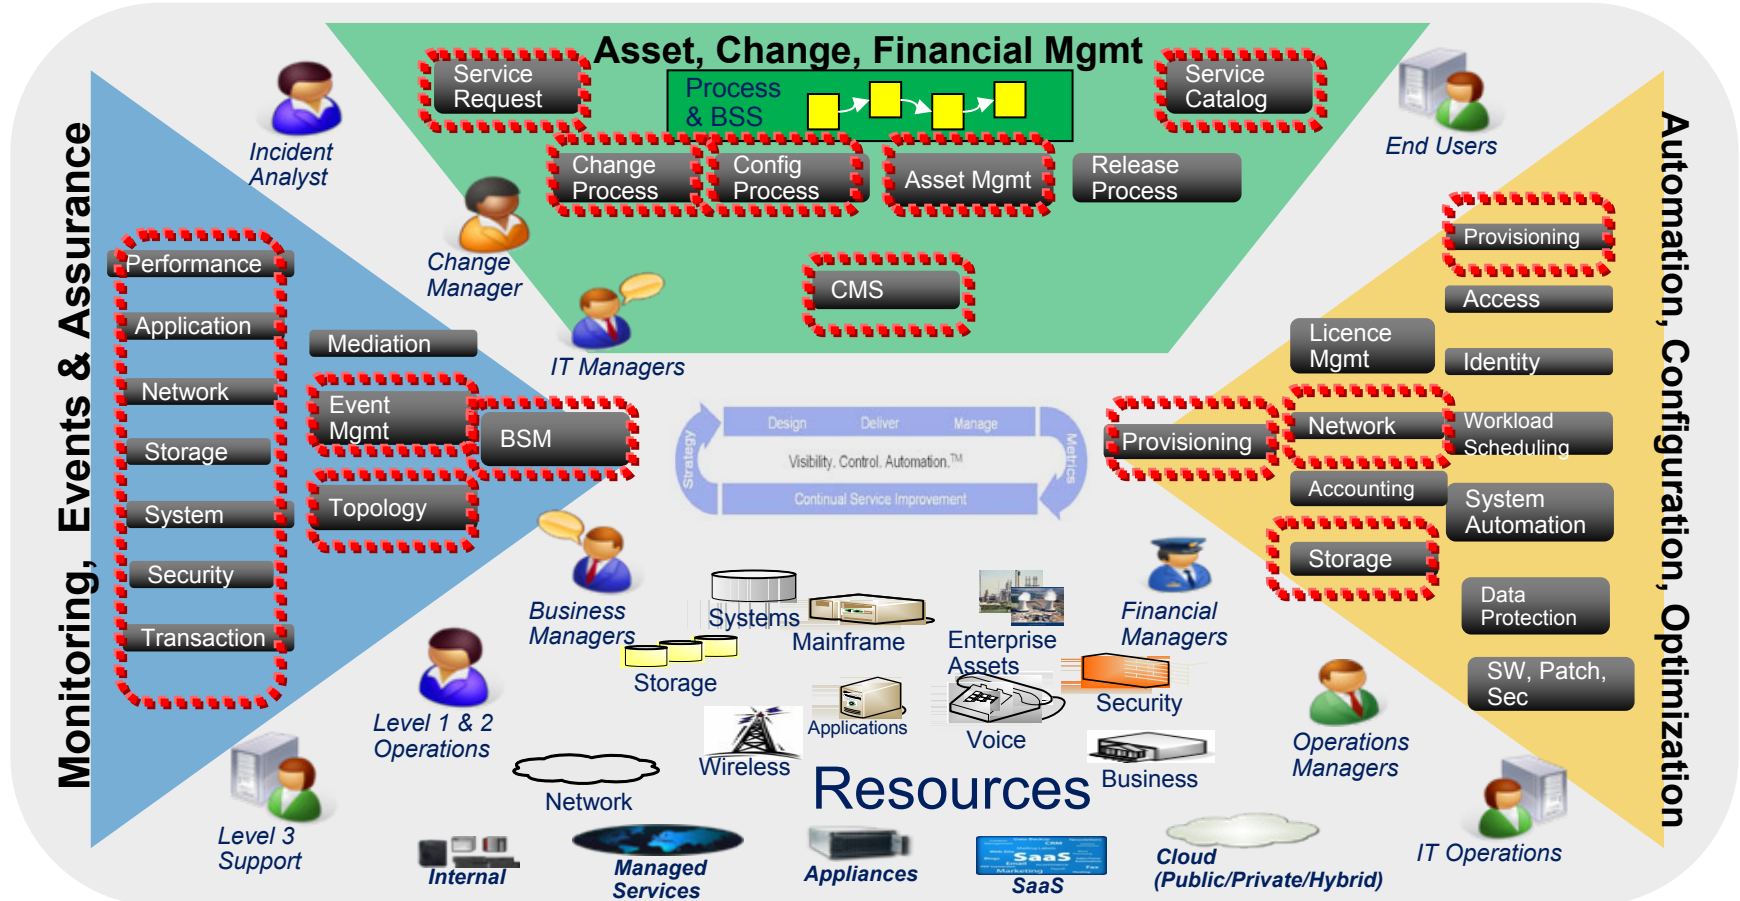 Asset, Change, Financial Mgmt
Service
Request
Process
& BSS
Service
Catalog
Change
Process
Config
Process
Asset Mgmt
Release
Process
CMS
Incident
Analyst
Change
Manager
IT Managers
End Users
Monitoring, Events & Assurance
Performance
Application
Network
Storage
System
Security
Transaction
Mediation
Event
Mgmt
Topology
BSM
Strategy
Design Deliver Manage
Visibility. Control. Automation.™
Continual Service Improvement
Metrics
Automation, Configuration, Optimization
Provisioning
Access
Licence
Mgmt
Identity
Provisioning
Network
Workload
Scheduling
Accounting
System
Automation
Storage
Data
Protection
SW, Patch,
Sec
Business
Managers
Financial
Managers
Level 1 & 2
Operations
Operations
Managers
Level 3
Support
IT Operations
Systems
Mainframe
Enterprise
Assets
Storage
Security
Applications
Voice
Wireless
Business
Network
Resources
Internal
Managed
Services
Appliances
SaaS
CRM
Email
Marketing
SaaS
Cloud
(Public/Private/Hybrid)